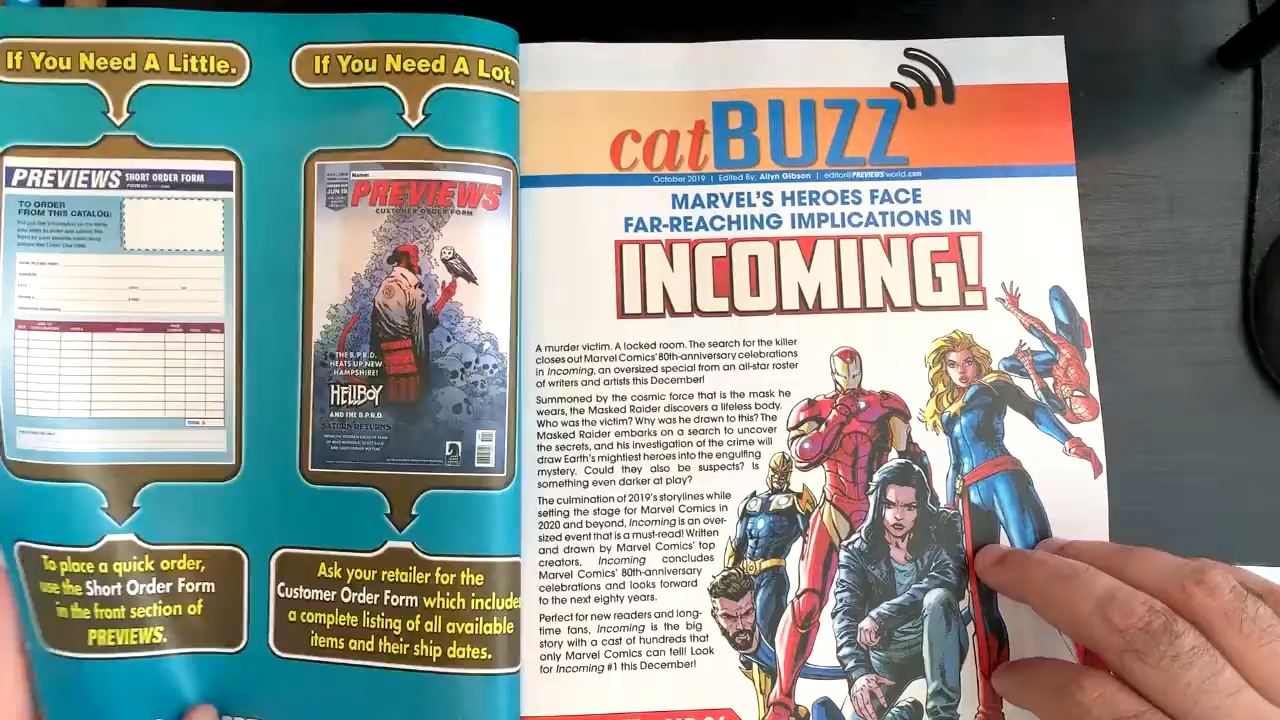 If You Need A Little.
PREVIEWS SHORT ORDER FORM
TO ORDER
FROM THIS CATALOG:
To place a quick order,
use the Short Order Form
in the front section of
PREVIEWS.
If You Need A Lot.
PREVIEWS
CUSTOMER ORDER FORM
THE B.P.R.D.
HEATS UP NEW
HAMPSHIRE!
HELLBOY
AND THE B.P.R.D.
SATURN RETURNS
Ask your retailer for the
Customer Order Form which includes
a complete listing of all available
items and their ship dates.
catBUZZ
October 2019 | Edited By: Allyn Gibson | editor@PREVIEWSworld.com
MARVEL'S HEROES FACE
FAR-REACHING IMPLICATIONS IN
INCOMING!
A murder victim. A locked room. The search for the killer
closes out Marvel Comics' 80th-anniversary celebrations
in Incoming, an oversized special from an all-star roster
of writers and artists this December!
Summoned by the cosmic force that is the mask he
wears, the Masked Raider discovers a lifeless body.
Who was the victim? Why was he drawn to this? The
Masked Raider embarks on a search to uncover
the secrets, and his investigation of the crime will
draw Earth's mightiest heroes into the engulfing
mystery. Could they also be suspects? Is
something even darker at play?
The culmination of 2019's storylines while
setting the stage for Marvel Comics in
2020 and beyond, Incoming is an over-
sized event that is a must-read! Written
and drawn by Marvel Comics' top
creators, Incoming concludes
Marvel Comics' 80th-anniversary
celebrations and looks forward
to the next eighty years.
Perfect for new readers and long-
time fans, Incoming is the big
story with a cast of hundreds that
only Marvel Comics can tell! Look
for Incoming #1 this December!